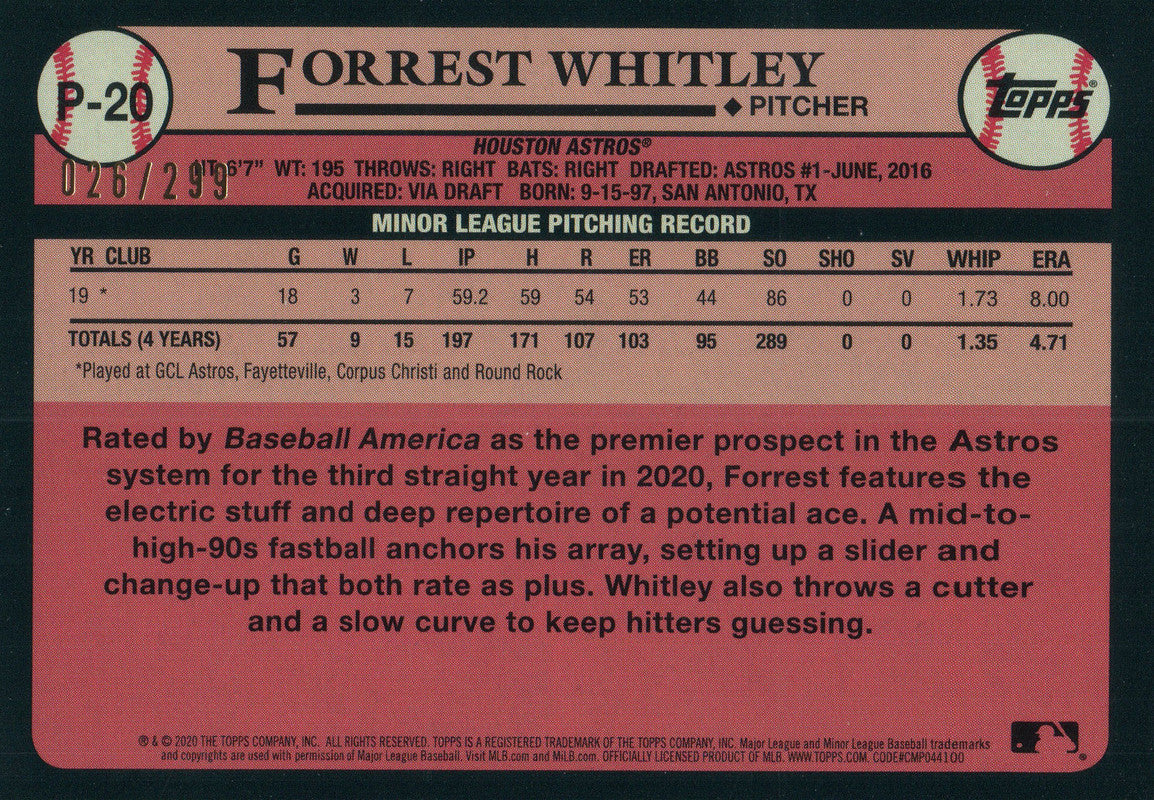 P-20
FORREST WHITLEY
◆ PITCHER
TOPPS®
HOUSTON ASTROS®
HT: 6'7" WT: 195 THROWS: RIGHT BATS: RIGHT DRAFTED: ASTROS #1-JUNE, 2016
026/299
ACQUIRED: VIA DRAFT BORN: 9-15-97, SAN ANTONIO, TX
MINOR LEAGUE PITCHING RECORD
YR CLUB G W L IP H R ER BB SO SHO SV WHIP ERA
19 * 18 3 7 59.2 59 54 53 44 86 0 0 1.73 8.00
TOTALS (4 YEARS) 57 9 15 197 171 107 103 95 289 0 0 1.35 4.71
*Played at GCL Astros, Fayetteville, Corpus Christi and Round Rock
Rated by Baseball America as the premier prospect in the Astros
system for the third straight year in 2020, Forrest features the
electric stuff and deep repertoire of a potential ace. A mid-to-
high-90s fastball anchors his array, setting up a slider and
change-up that both rate as plus. Whitley also throws a cutter
and a slow curve to keep hitters guessing.
® & © 2020 THE TOPPS COMPANY, INC. ALL RIGHTS RESERVED. TOPPS IS A REGISTERED TRADEMARK OF THE TOPPS COMPANY, INC. Major League and Minor League Baseball trademarks
and copyrights are used with permission of Major League Baseball. Visit MLB.com and MiLB.com. OFFICIALLY LICENSED PRODUCT OF MLB. WWW.TOPPS.COM. CODE#CMP044100
®